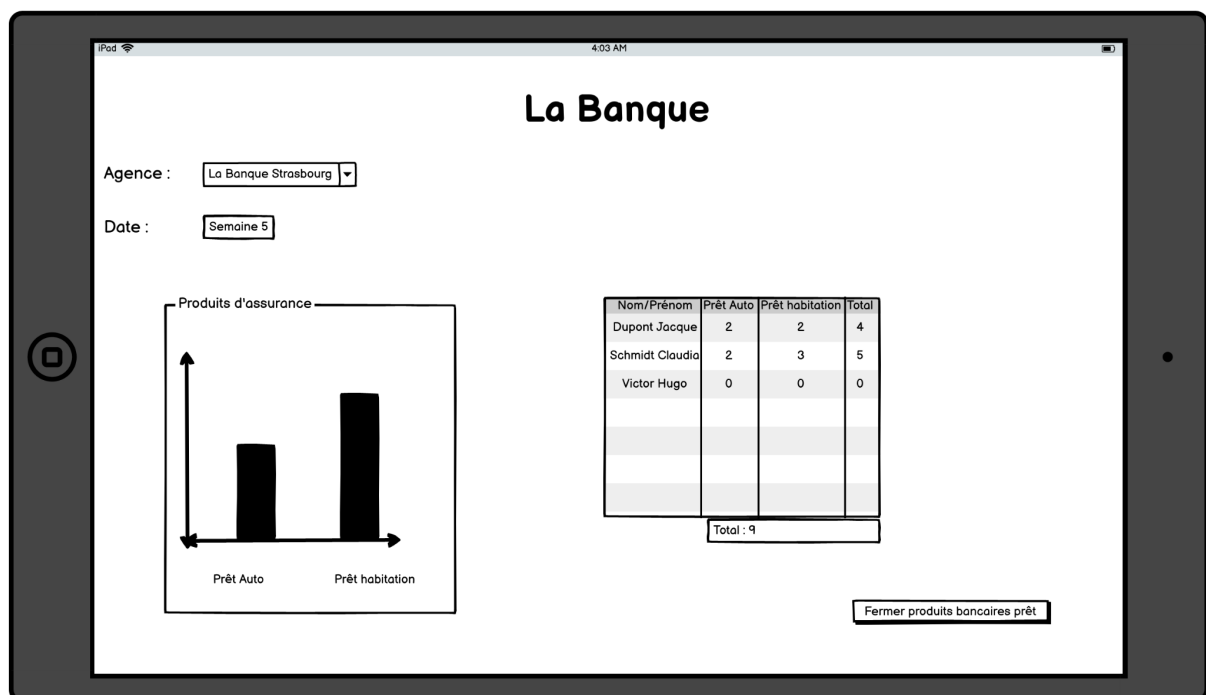 iPad 4:03 AM
La Banque
Agence : La Banque Strasbourg
Date : Semaine 5
Produits d'assurance
Prêt Auto Prêt habitation
Nom/Prénom Prêt Auto Prêt habitation Total
Dupont Jacque 2 2 4
Schmidt Claudia 2 3 5
Victor Hugo 0 0 0
Total : 9
Fermer produits bancaires prêt